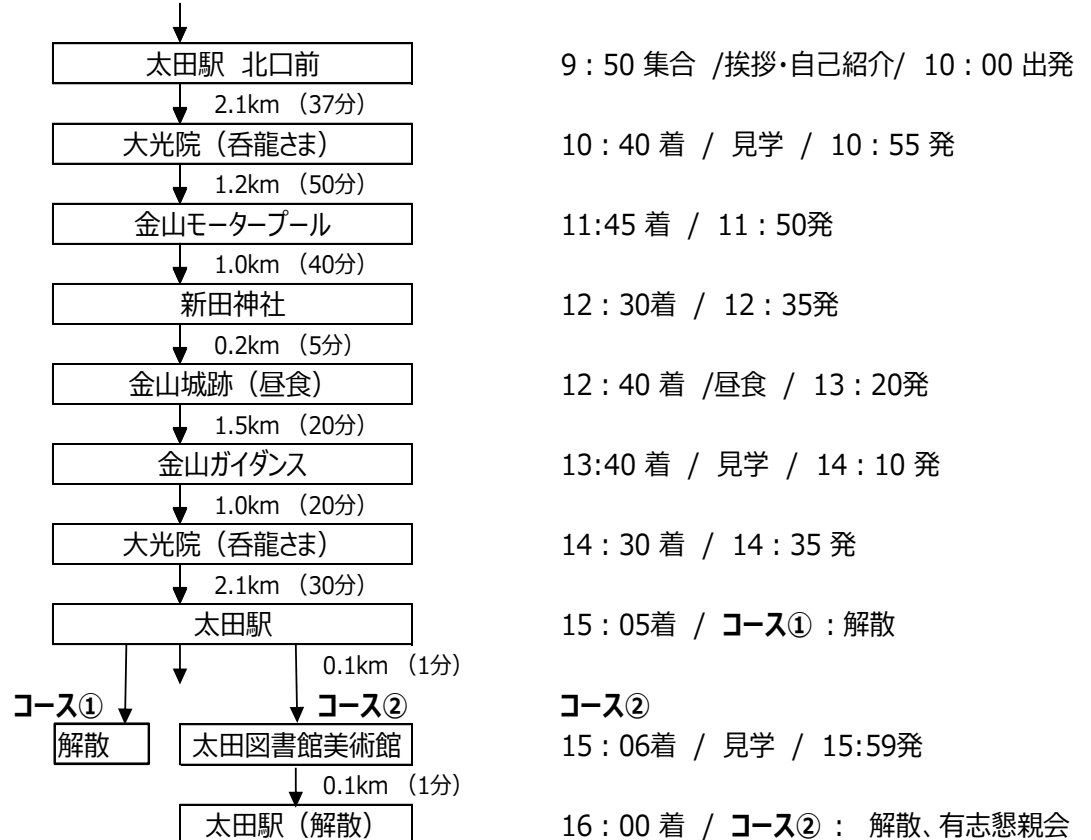 太田駅 北口前 9：50 集合 /挨拶・自己紹介/ 10：00 出発
2.1km （37分）
大光院（呑龍さま） 10：40 着 / 見学 / 10：55 発
1.2km （50分）
金山モータープール 11:45 着 / 11：50発
1.0km （40分）
新田神社 12：30着 / 12：35発
0.2km （5分）
金山城跡（昼食） 12：40 着 /昼食 / 13：20発
1.5km （20分）
金山ガイダンス 13:40 着 / 見学 / 14：10 発
1.0km （20分）
大光院（呑龍さま） 14：30 着 / 14：35 発
2.1km （30分）
太田駅 15：05着 / コース①：解散
0.1km （1分）
コース① コース② コース②
解散 太田図書館美術館 15：06着 / 見学 / 15:59発
0.1km （1分）
太田駅（解散） 16：00 着 / コース②： 解散、有志懇親会